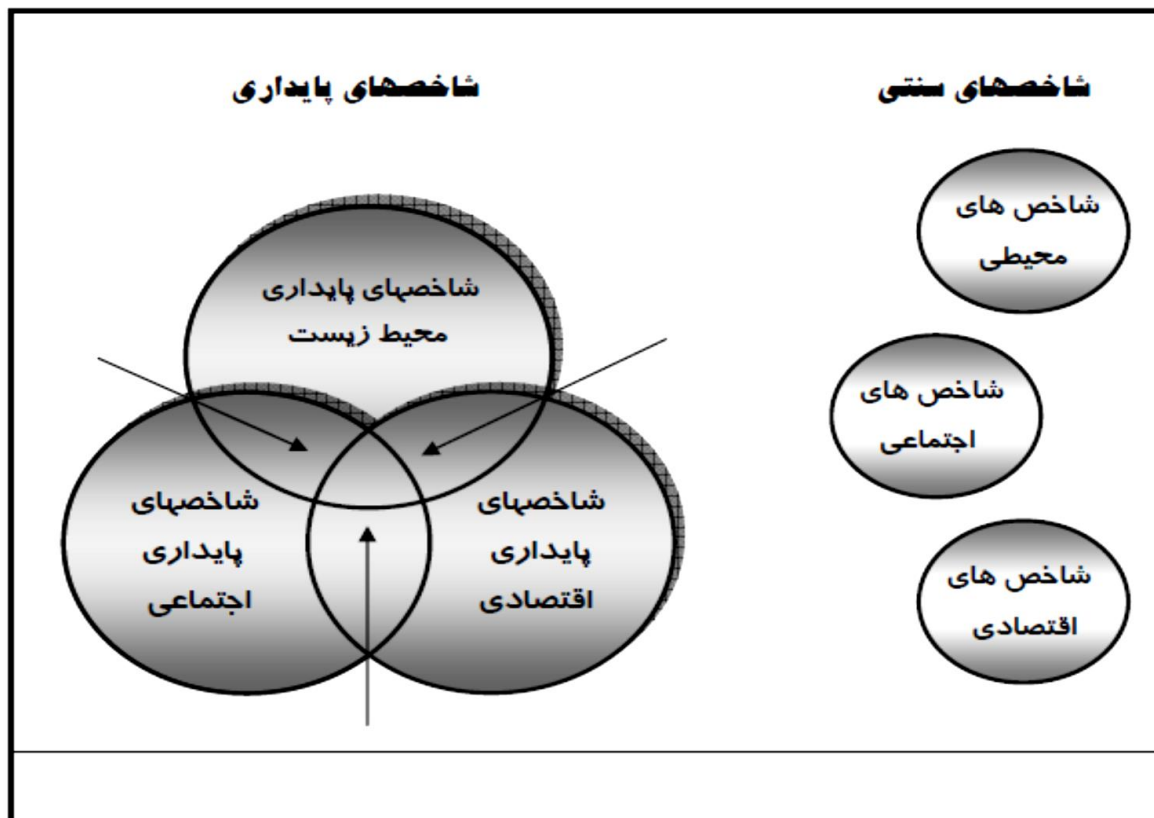 شاخصهای سنتی
شاخص های
محیطی
شاخص های
اجتماعی
شاخص های
اقتصادی
شاخصهای پایداری
شاخصهای پایداری
محیط زیست
شاخصهای
پایداری
اقتصادی
شاخصهای
پایداری
اجتماعی